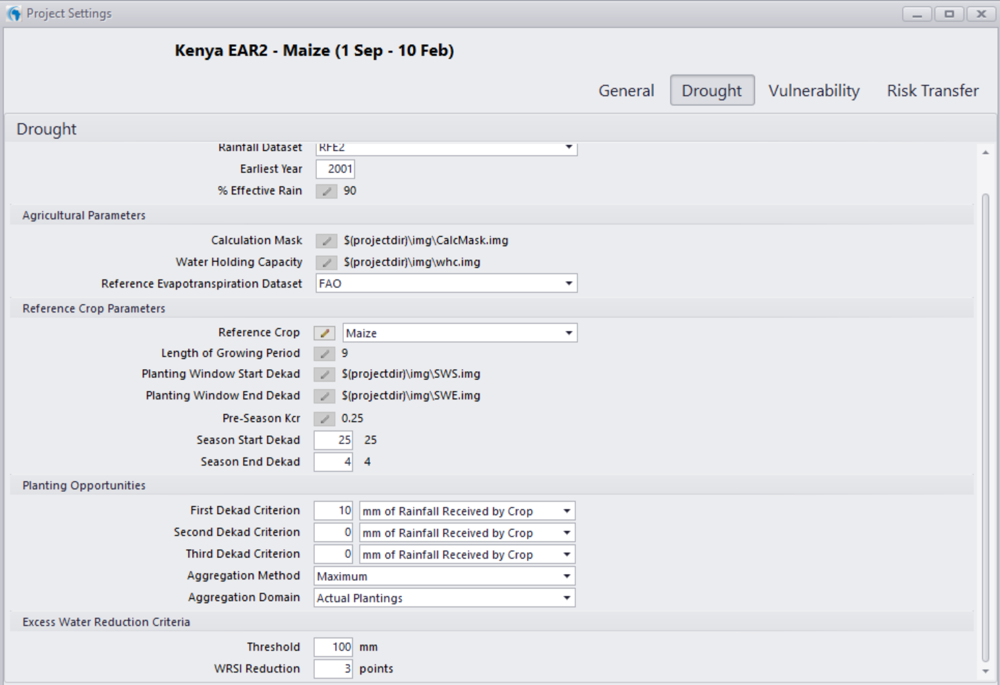 Project Settings
Kenya EAR2 - Maize (1 Sep - 10 Feb)
General Drought Vulnerability Risk Transfer
Drought
Rainfall Dataset RFE2
Earliest Year 2001
% Effective Rain 90
Agricultural Parameters
Calculation Mask $(projectdir)\img\CalcMask.img
Water Holding Capacity $(projectdir)\img\whc.img
Reference Evapotranspiration Dataset FAO
Reference Crop Parameters
Reference Crop Maize
Length of Growing Period 9
Planting Window Start Dekad $(projectdir)\img\SWS.img
Planting Window End Dekad $(projectdir)\img\SWE.img
Pre-Season Kcr 0.25
Season Start Dekad 25 25
Season End Dekad 4 4
Planting Opportunities
First Dekad Criterion 10 mm of Rainfall Received by Crop
Second Dekad Criterion 0 mm of Rainfall Received by Crop
Third Dekad Criterion 0 mm of Rainfall Received by Crop
Aggregation Method Maximum
Aggregation Domain Actual Plantings
Excess Water Reduction Criteria
Threshold 100 mm
WRSI Reduction 3 points